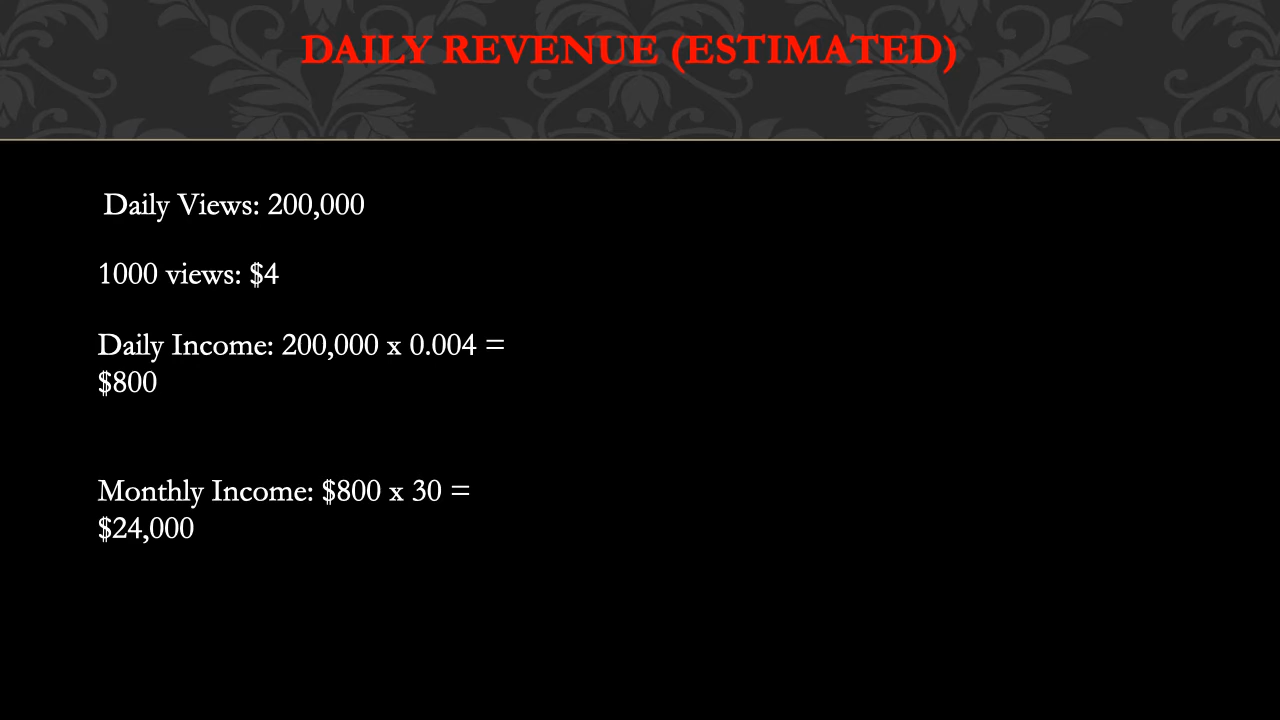 DAILY REVENUE (ESTIMATED)
Daily Views: 200,000
1000 views: $4
Daily Income: 200,000 x 0.004 =
$800
Monthly Income: $800 x 30 =
$24,000